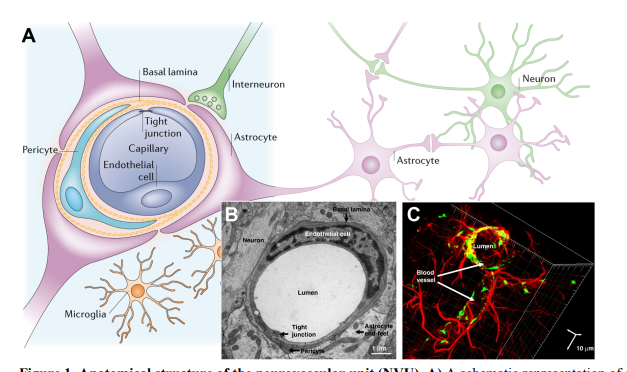 A
Basal lamina
Interneuron
Neuron
Tight
junction
Pericyte
Astrocyte
Capillary
Endothelial
cell
Astrocyte
Microglia
B
Basal lamina
Neuron
Endothelial cell
Lumen
Tight
junction
Astrocyte
end-feet
Pericyte
C
Lumen
Blood
vessel
10 µm
Figure 1. Anatomical structure of the neurovascular unit (NVU). A) A schematic representation of